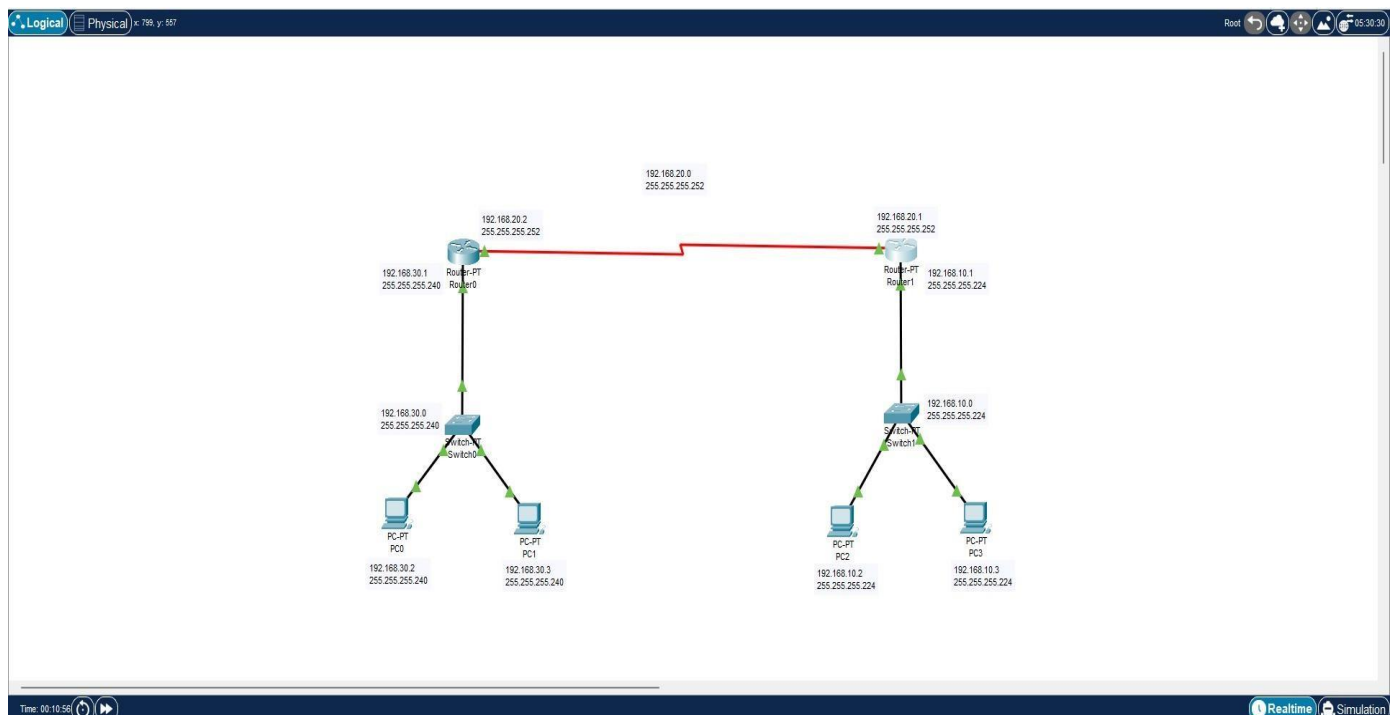 Logical
Physical
x: 799, y: 557
Root
05:30:30
192.168.20.0
255.255.255.252
192.168.20.2
255.255.255.252
192.168.20.1
255.255.255.252
192.168.30.1
255.255.255.240
Router-PT
Router0
Router-PT
Router1
192.168.10.1
255.255.255.224
192.168.30.0
255.255.255.240
Switch-PT
Switch0
192.168.10.0
255.255.255.224
Switch-PT
Switch1
PC-PT
PC0
192.168.30.2
255.255.255.240
PC-PT
PC1
192.168.30.3
255.255.255.240
PC-PT
PC2
192.168.10.2
255.255.255.224
PC-PT
PC3
192.168.10.3
255.255.255.224
Time: 00:10:56
Realtime
Simulation